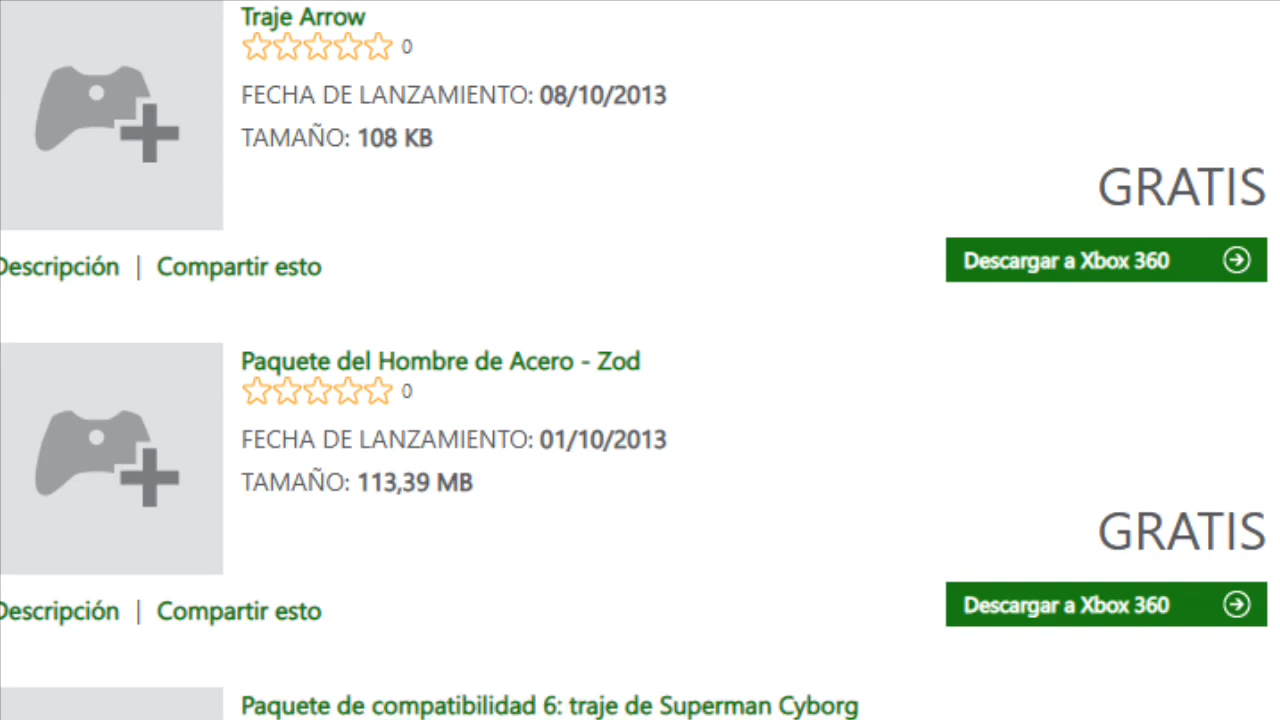 Traje Arrow
0
FECHA DE LANZAMIENTO: 08/10/2013
TAMAÑO: 108 KB
GRATIS
Descargar a Xbox 360
Descripción | Compartir esto
Paquete del Hombre de Acero - Zod
0
FECHA DE LANZAMIENTO: 01/10/2013
TAMAÑO: 113,39 MB
GRATIS
Descargar a Xbox 360
Descripción | Compartir esto
Paquete de compatibilidad 6: traje de Superman Cyborg